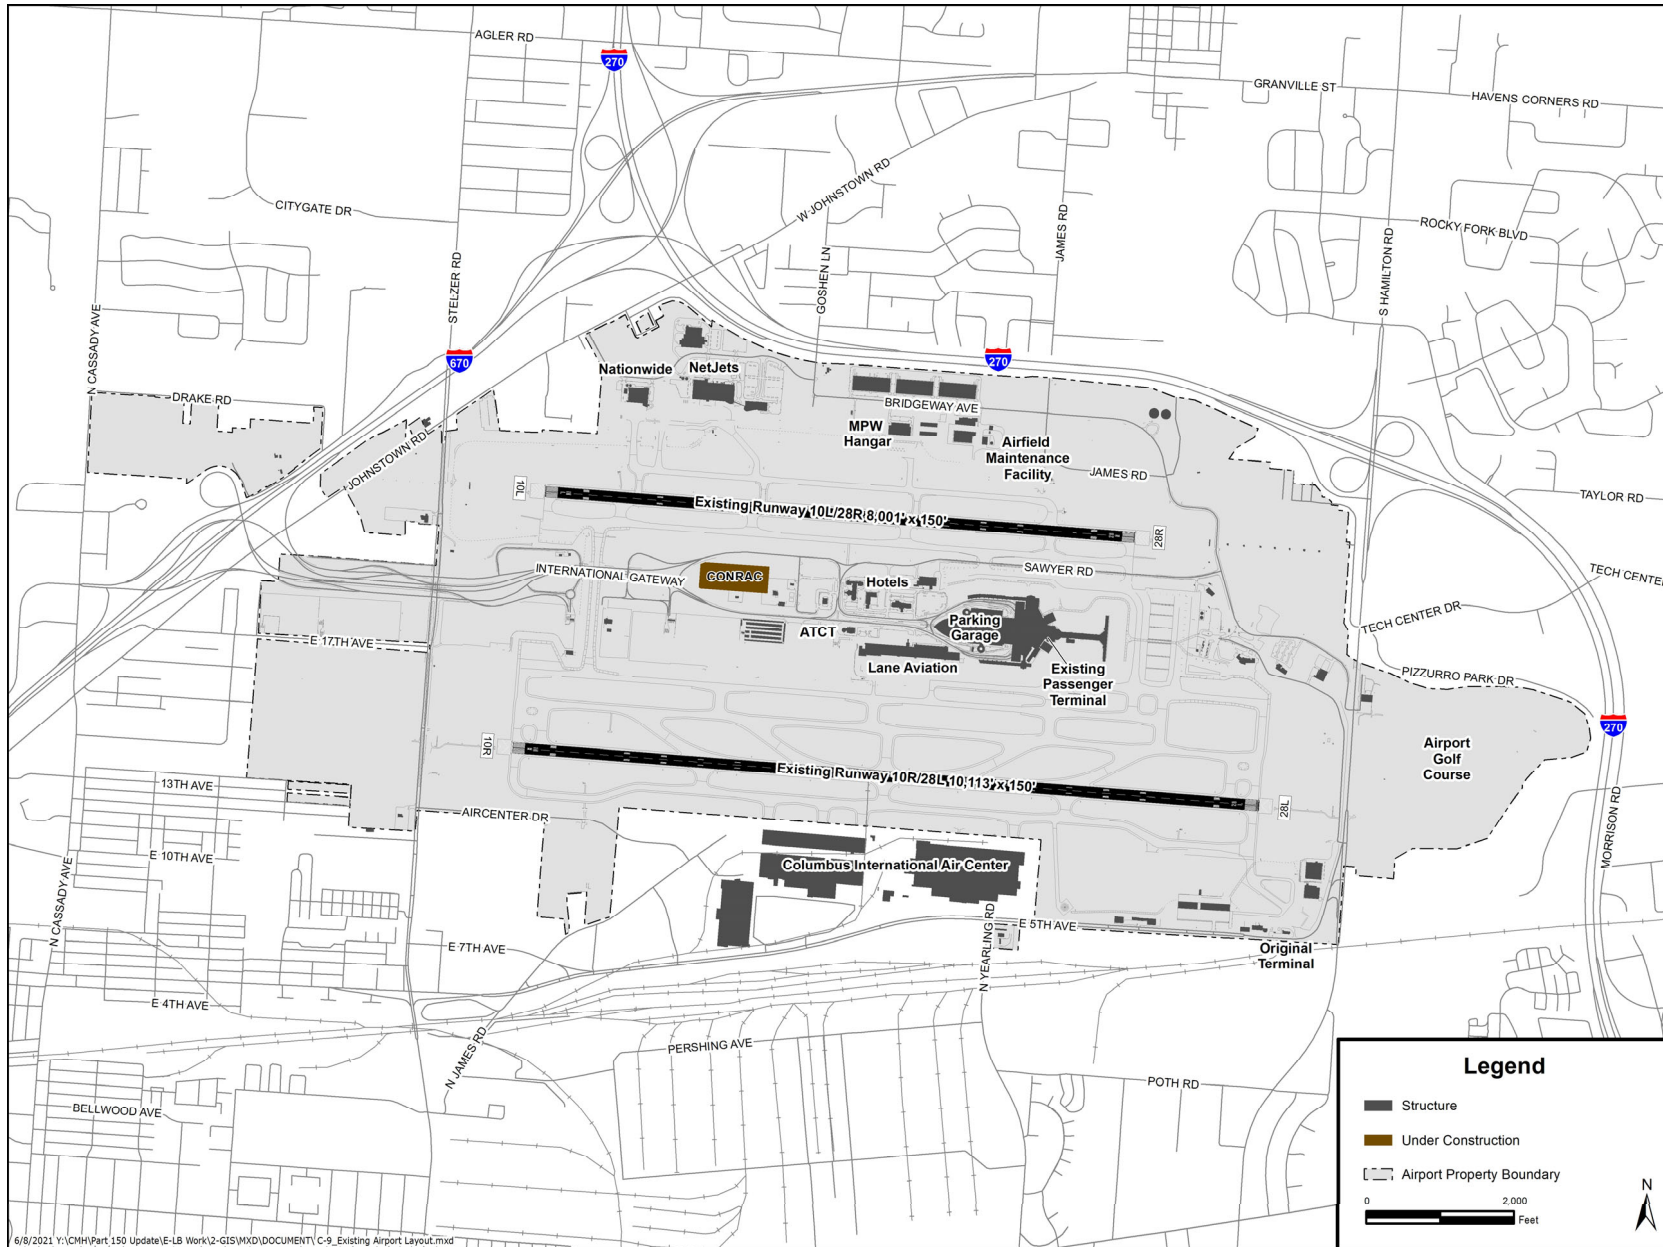 AGLER RD
270
GRANVILLE ST
HAVENS CORNERS RD
W JOHNSTOWN RD
CITYGATE DR
STELZER RD
GOSHEN LN
JAMES RD
S HAMILTON RD
ROCKY FORK BLVD
N CASSADY AVE
670
270
Nationwide
NetJets
DRAKE RD
BRIDGEWAY AVE
MPW
Hangar
Airfield
Maintenance
Facility
JOHNSTOWN RD
JAMES RD
TAYLOR RD
10L
Existing Runway 10L/28R 8,001' x 150'
28R
INTERNATIONAL GATEWAY
CONRAC
Hotels
SAWYER RD
TECH CENTER
TECH CENTER DR
E 17TH AVE
ATCT
Parking
Garage
Lane Aviation
Existing
Passenger
Terminal
PIZZURRO PARK DR
270
10R
Existing Runway 10R/28L 10,113' x 150'
28L
Airport
Golf
Course
13TH AVE
AIRCENTER DR
MORRISON RD
E 10TH AVE
Columbus International Air Center
N CASSADY AVE
E 7TH AVE
N YEARLING RD
E 5TH AVE
Original
Terminal
E 4TH AVE
N JAMES RD
PERSHING AVE
POTH RD
BELLWOOD AVE
Legend
Structure
Under Construction
Airport Property Boundary
0 2,000
Feet
N
6/8/2021 Y:\CMH\Part 150 Update\E-LB Work\2-GIS\MXD\DOCUMENT\ C-9_Existing Airport Layout.mxd